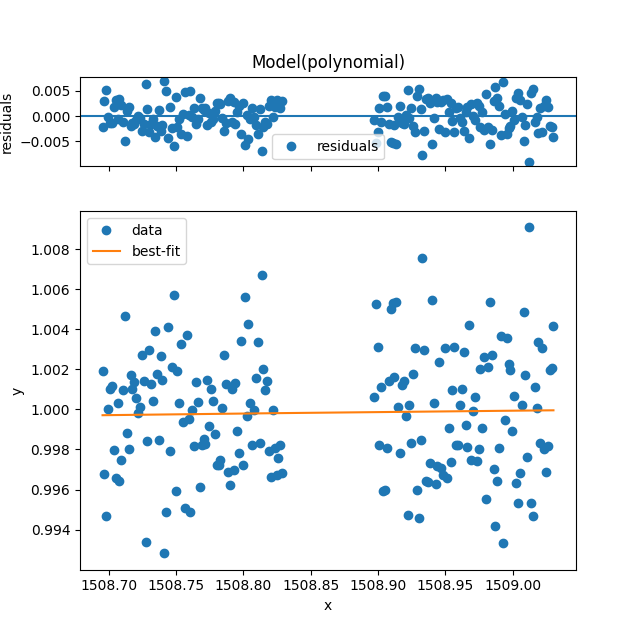 Model(polynomial)
0.005
0.000
−0.005
residuals
residuals
data
best-fit
1.008
1.006
1.004
1.002
1.000
0.998
0.996
0.994
y
1508.70 1508.75 1508.80 1508.85 1508.90 1508.95 1509.00
x